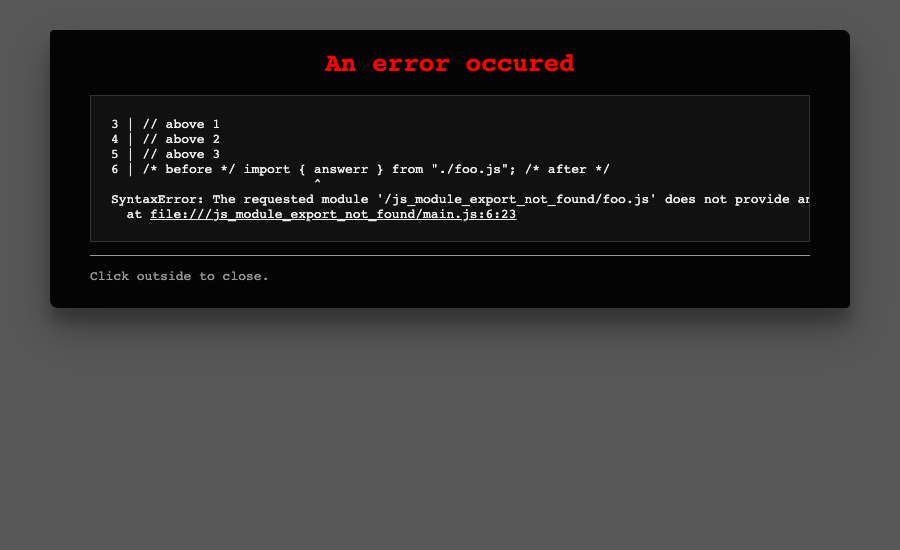 An error occured
3 | // above 1
4 | // above 2
5 | // above 3
6 | /* before */ import { answerr } from "./foo.js"; /* after */
^
SyntaxError: The requested module '/js_module_export_not_found/foo.js' does not provide
at file:///js_module_export_not_found/main.js:6:23
Click outside to close.